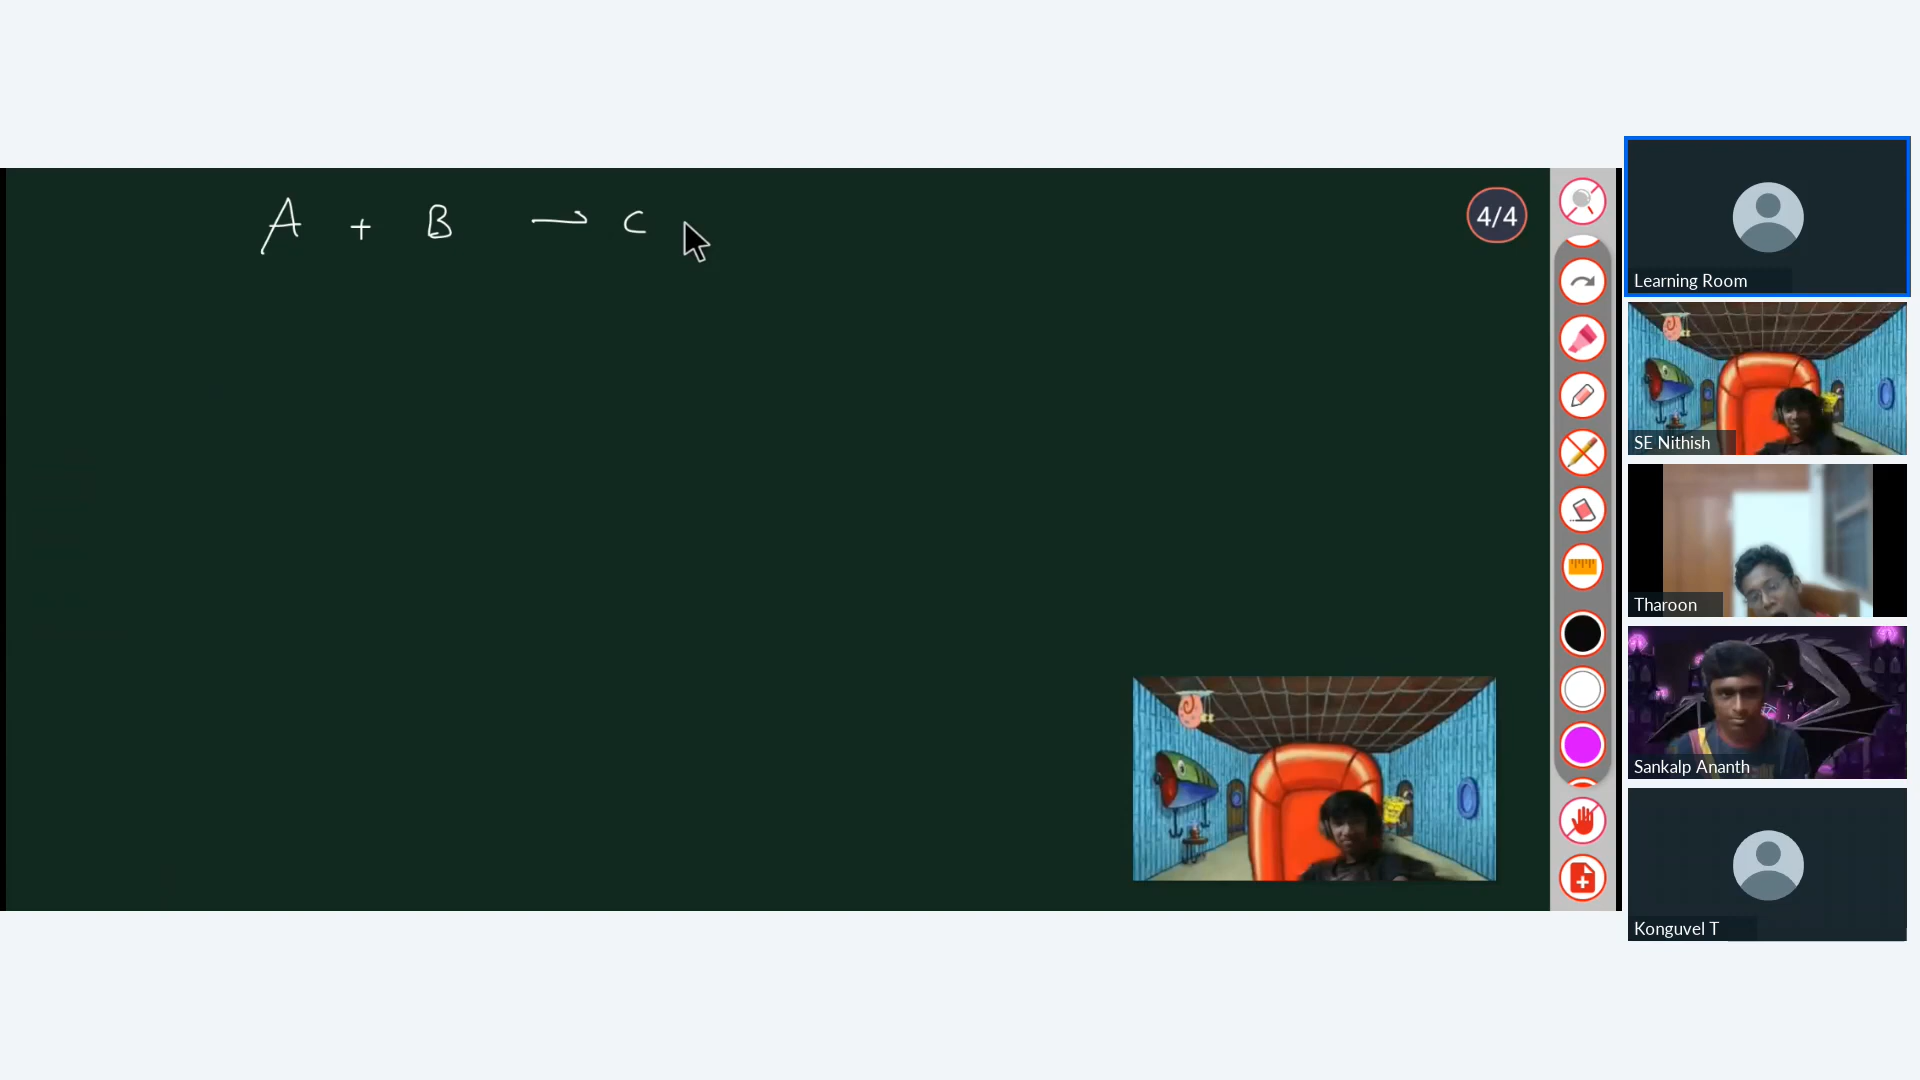 A + B → C
4/4
Learning Room
SE Nithish
Tharoon
Sankalp Ananth
Konguvel T